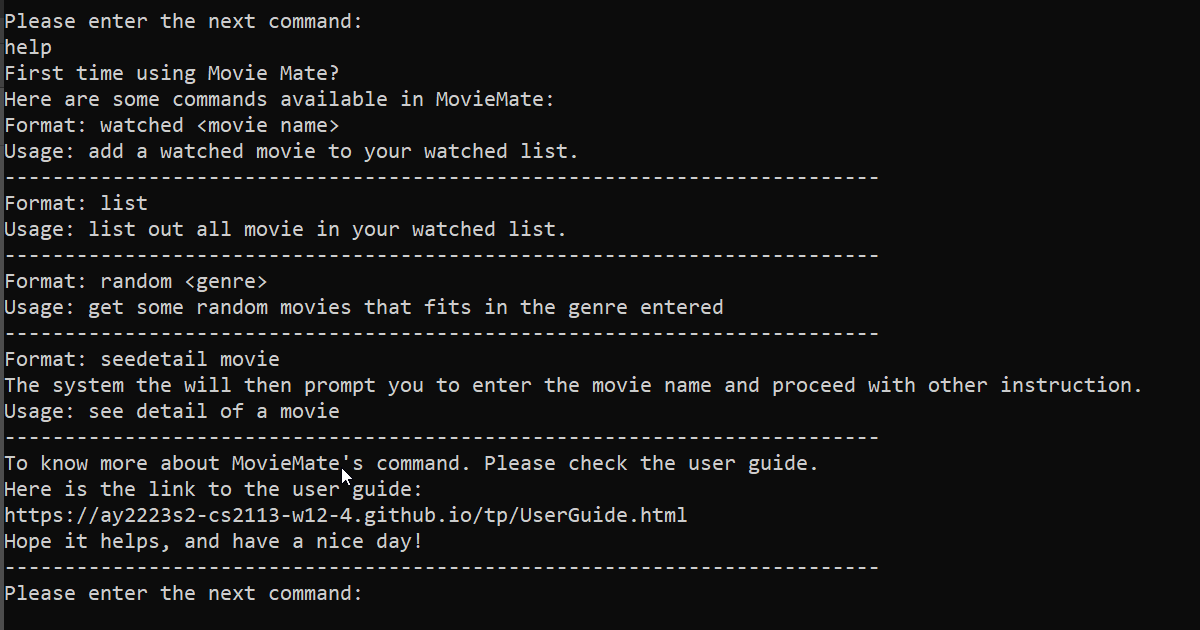 Please enter the next command:
help
First time using Movie Mate?
Here are some commands available in MovieMate:
Format: watched <movie name>
Usage: add a watched movie to your watched list.
-------------------------------------------------------------------------
Format: list
Usage: list out all movie in your watched list.
-------------------------------------------------------------------------
Format: random <genre>
Usage: get some random movies that fits in the genre entered
-------------------------------------------------------------------------
Format: seedetail movie
The system the will then prompt you to enter the movie name and proceed with other instruction.
Usage: see detail of a movie
-------------------------------------------------------------------------
To know more about MovieMate's command. Please check the user guide.
Here is the link to the user guide:
https://ay2223s2-cs2113-w12-4.github.io/tp/UserGuide.html
Hope it helps, and have a nice day!
-------------------------------------------------------------------------
Please enter the next command: